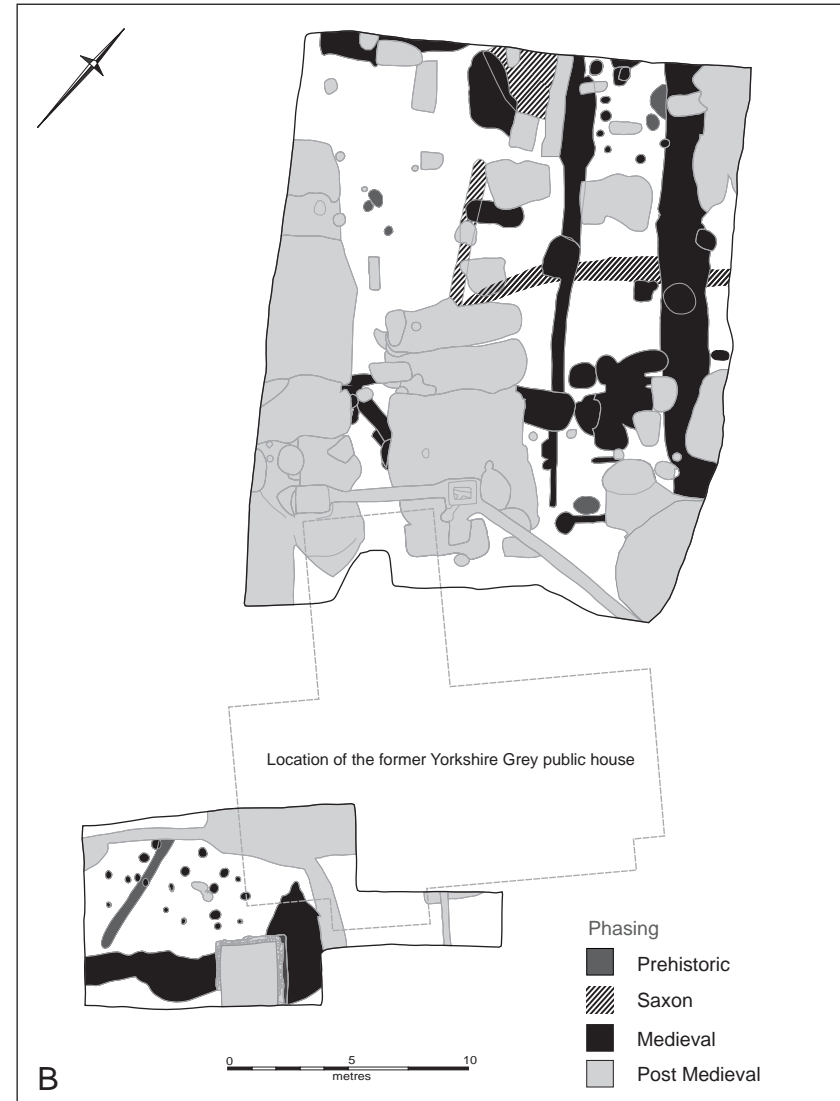 Location of the former Yorkshire Grey public house
Phasing
Prehistoric
Saxon
Medieval
Post Medieval
0 5 10
metres
B